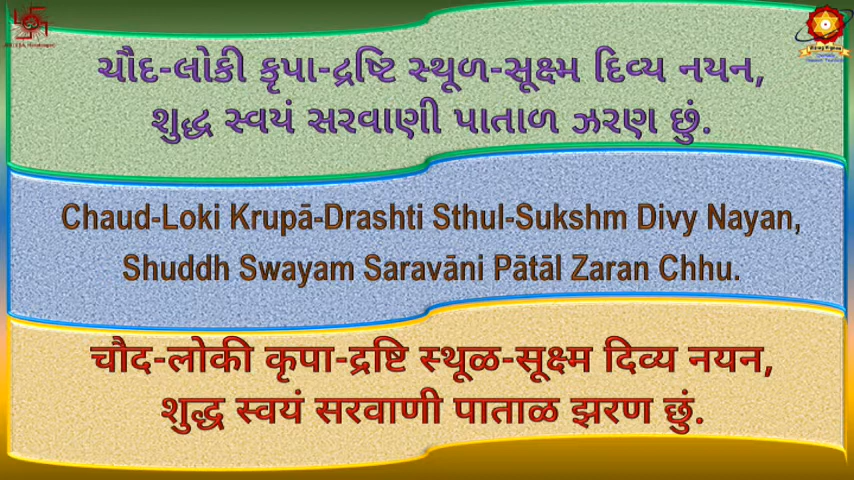 ચૌદ-લોકી કૃપા-દ્રષ્ટિ સ્થૂળ-સૂક્ષ્મ દિવ્ય નયન,
શુદ્ધ સ્વયં સરવાણી પાતાળ ઝરણ છું.
Chaud-Loki Krupā-Drashti Sthul-Sukshm Divy Nayan,
Shuddh Swayam Saravāni Pātāl Zaran Chhu.
चौद-लोकी कृपा-द्रष्टि स्थूळ-सूक्ष्म दिव्य नयन,
शुद्ध स्वयं सरवाणी पाताळ झरण छुं.